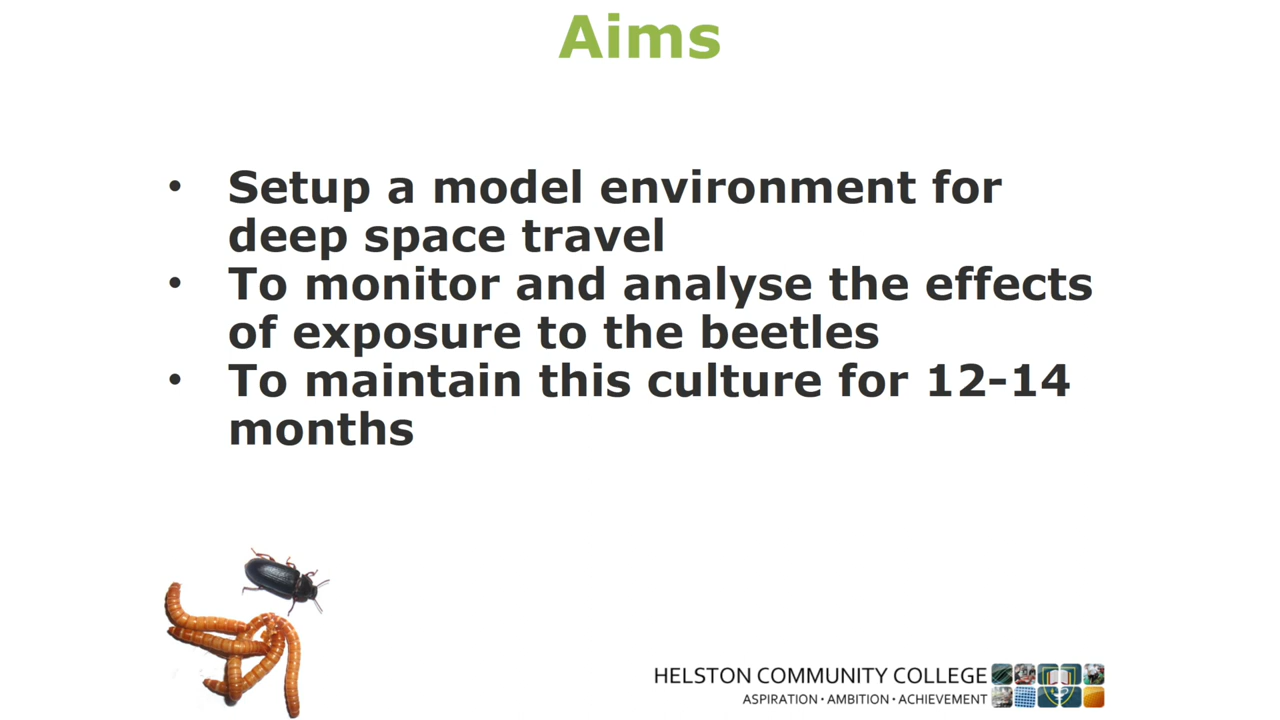 Aims
• Setup a model environment for
deep space travel
• To monitor and analyse the effects
of exposure to the beetles
• To maintain this culture for 12-14
months
HELSTON COMMUNITY COLLEGE
ASPIRATION • AMBITION • ACHIEVEMENT